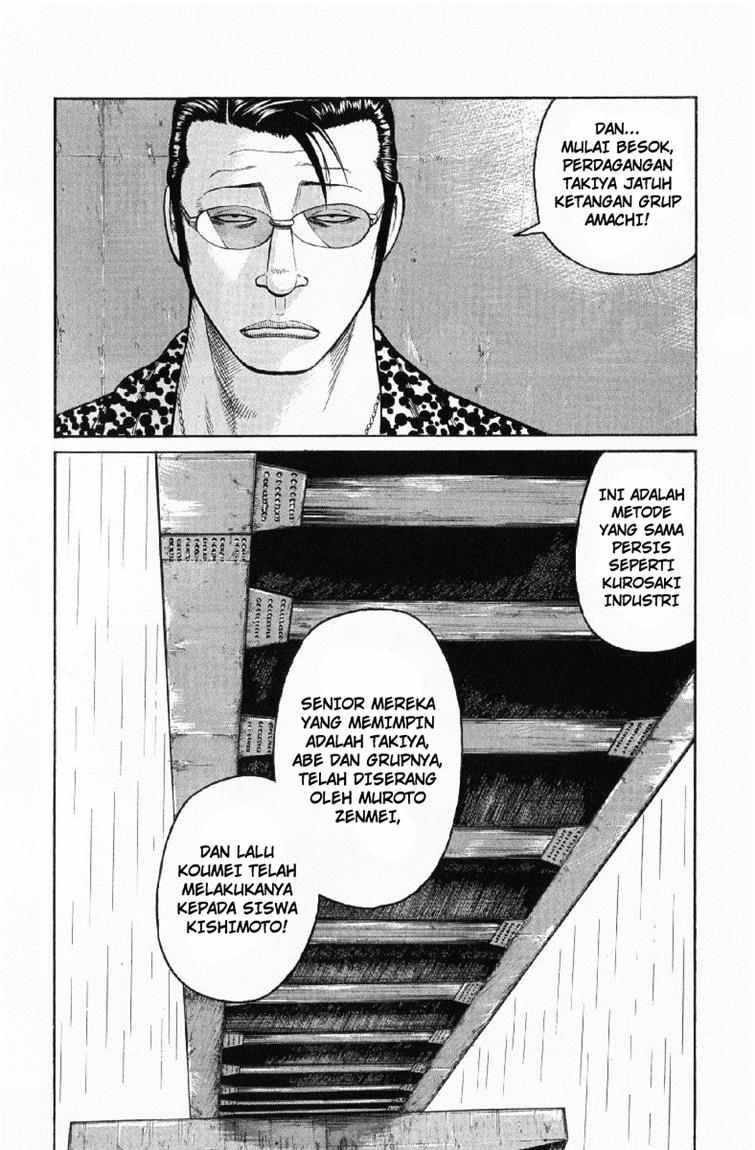 DAN...
MULAI BESOK,
PERDAGANGAN
TAKIYA JATUH
KETANGAN GRUP
AMACHI!
INI ADALAH
METODE
YANG SAMA
PERSIS
SEPERTI
KUROSAKI
INDUSTRI
SENIOR MEREKA
YANG MEMIMPIN
ADALAH TAKIYA,
ABE DAN GRUPNYA,
TELAH DISERANG
OLEH MUROTO
ZENMEI,
DAN LALU
KOUMEI TELAH
MELAKUKANYA
KEPADA SISWA
KISHIMOTO!